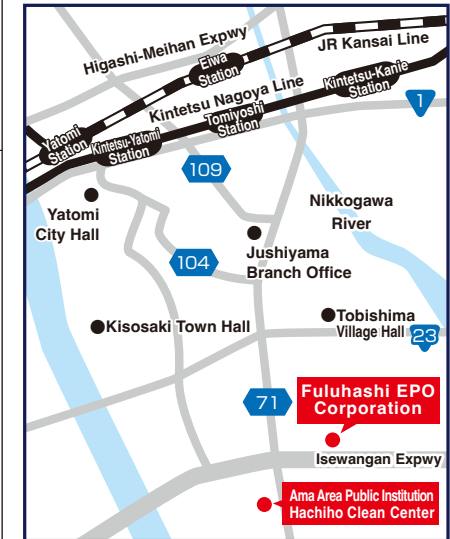 Higashi-Meihan Expwy
JR Kansai Line
Eiwa
Station
Kintetsu Nagoya Line
Kintetsu-Kanie
Station
1
Tomiyoshi
Station
Yatomi
Station
Kintetsu-Yatomi
Station
109
Yatomi
City Hall
Nikkogawa
River
Jushiyama
Branch Office
104
Kisosaki Town Hall
Tobishima
Village Hall
23
71
Fuluhashi EPO
Corporation
Isewangan Expwy
Ama Area Public Institution
Hachiho Clean Center